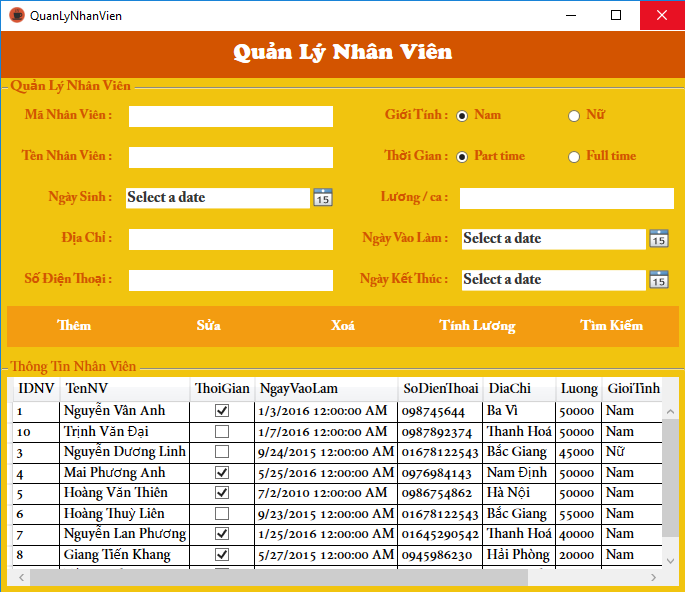 QuanLyNhanVien
Quản Lý Nhân Viên
Quản Lý Nhân Viên
Mã Nhân Viên : Giới Tính : Nam Nữ
Tên Nhân Viên : Thời Gian : Part time Full time
Ngày Sinh : Select a date 15 Lương / ca :
Địa Chỉ : Ngày Vào Làm : Select a date 15
Số Điện Thoại : Ngày Kết Thúc : Select a date 15
Thêm Sửa Xoá Tính Lương Tìm Kiếm
Thông Tin Nhân Viên
IDNV TenNV ThoiGian NgayVaoLam SoDienThoai DiaChi Luong GioiTinh
1 Nguyễn Vân Anh 1/3/2016 12:00:00 AM 098745644 Ba Vì 50000 Nam
10 Trịnh Văn Đại 1/7/2016 12:00:00 AM 0987892374 Thanh Hoá 50000 Nam
3 Nguyễn Dương Linh 9/24/2015 12:00:00 AM 01678122543 Bắc Giang 45000 Nữ
4 Mai Phương Anh 5/25/2016 12:00:00 AM 0976984143 Nam Định 50000 Nam
5 Hoàng Văn Thiên 7/2/2010 12:00:00 AM 0986754862 Hà Nội 50000 Nam
6 Hoàng Thuỳ Liên 9/23/2015 12:00:00 AM 01678122543 Bắc Giang 55000 Nam
7 Nguyễn Lan Phương 1/25/2016 12:00:00 AM 01645290542 Thanh Hoá 40000 Nam
8 Giang Tiến Khang 5/27/2015 12:00:00 AM 0945986230 Hải Phòng 20000 Nam